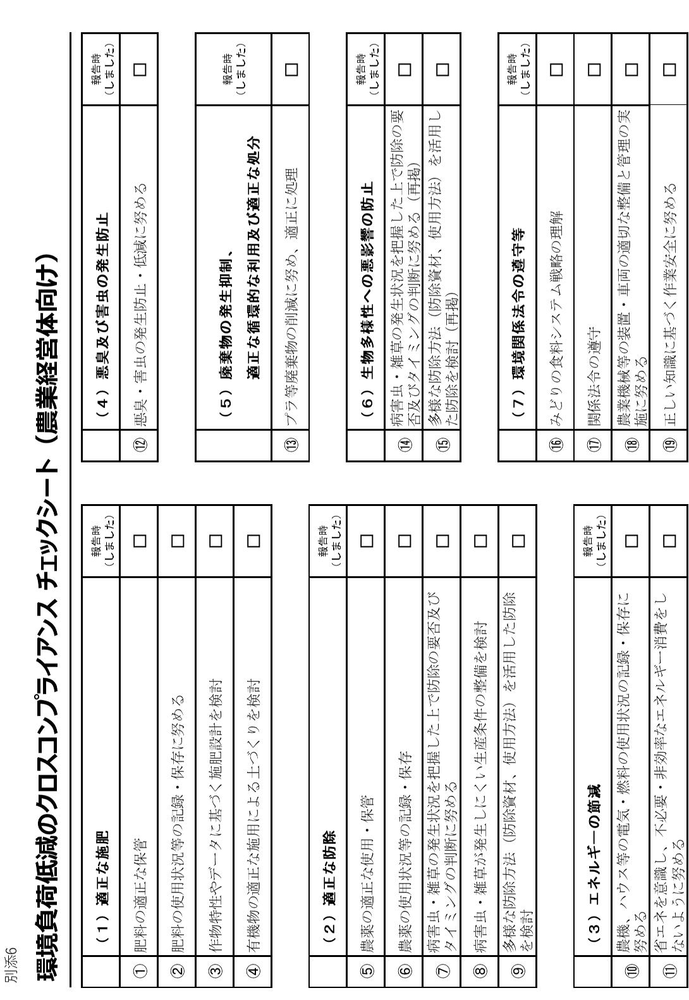 別添6
環境負荷低減のクロスコンプライアンス チェックシート（農業経営体向け）
（1）適正な施肥
報告時
（しました）
① 肥料の適正な保管 □
② 肥料の使用状況等の記録・保存に努める □
③ 作物特性やデータに基づく施肥設計を検討 □
④ 有機物の適正な施用による土づくりを検討 □
（2）適正な防除
報告時
（しました）
⑤ 農薬の適正な使用・保管 □
⑥ 農薬の使用状況等の記録・保存 □
⑦ 病害虫・雑草の発生状況を把握した上で防除の要否及び
タイミングの判断に努める □
⑧ 病害虫・雑草が発生しにくい生産条件の整備を検討 □
⑨ 多様な防除方法（防除資材、使用方法）を活用した防除
を検討 □
（3）エネルギーの節減
報告時
（しました）
⑩ 農機、ハウス等の電気・燃料の使用状況の記録・保存に
努める □
⑪ 省エネを意識し、不必要・非効率なエネルギー消費をし
ないように努める □
（4）悪臭及び害虫の発生防止
報告時
（しました）
⑫ 悪臭・害虫の発生防止・低減に努める □
（5）廃棄物の発生抑制、
適正な循環的な利用及び適正な処分
報告時
（しました）
⑬ プラ等廃棄物の削減に努め、適正に処理 □
（6）生物多様性への悪影響の防止
報告時
（しました）
⑭ 病害虫・雑草の発生状況を把握した上で防除の要
否及びタイミングの判断に努める（再掲） □
⑮ 多様な防除方法（防除資材、使用方法）を活用し
た防除を検討（再掲） □
（7）環境関係法令の遵守等
報告時
（しました）
⑯ みどりの食料システム戦略の理解 □
⑰ 関係法令の遵守 □
⑱ 農業機械等の装置・車両の適切な整備と管理の実
施に努める □
⑲ 正しい知識に基づく作業安全に努める □